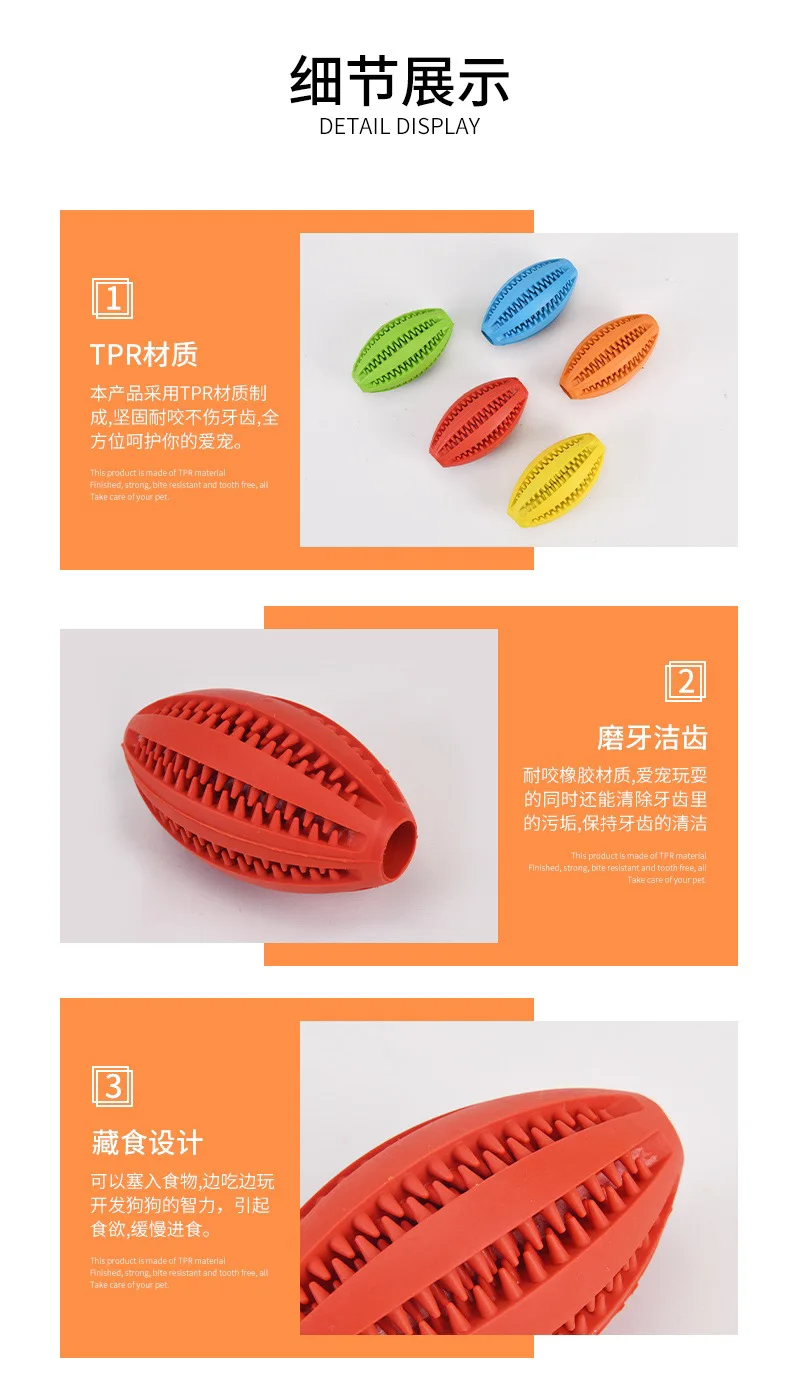 细节展示
DETAIL DISPLAY
1
TPR材质
本产品采用TPR材质制
成,坚固耐咬不伤牙齿,全
方位呵护你的爱宠。
This product is made of TPR material
Finished, strong, bite resistant and tooth free, all
Take care of your pet.
2
磨牙洁齿
耐咬橡胶材质,爱宠玩耍
的同时还能清除牙齿里
的污垢,保持牙齿的清洁
This product is made of TPR material
Finished, strong, bite resistant and tooth free, all
Take care of your pet.
3
藏食设计
可以塞入食物,边吃边玩
开发狗狗的智力，引起
食欲,缓慢进食。
This product is made of TPR material
Finished, strong, bite resistant and tooth free, all
Take care of your pet.